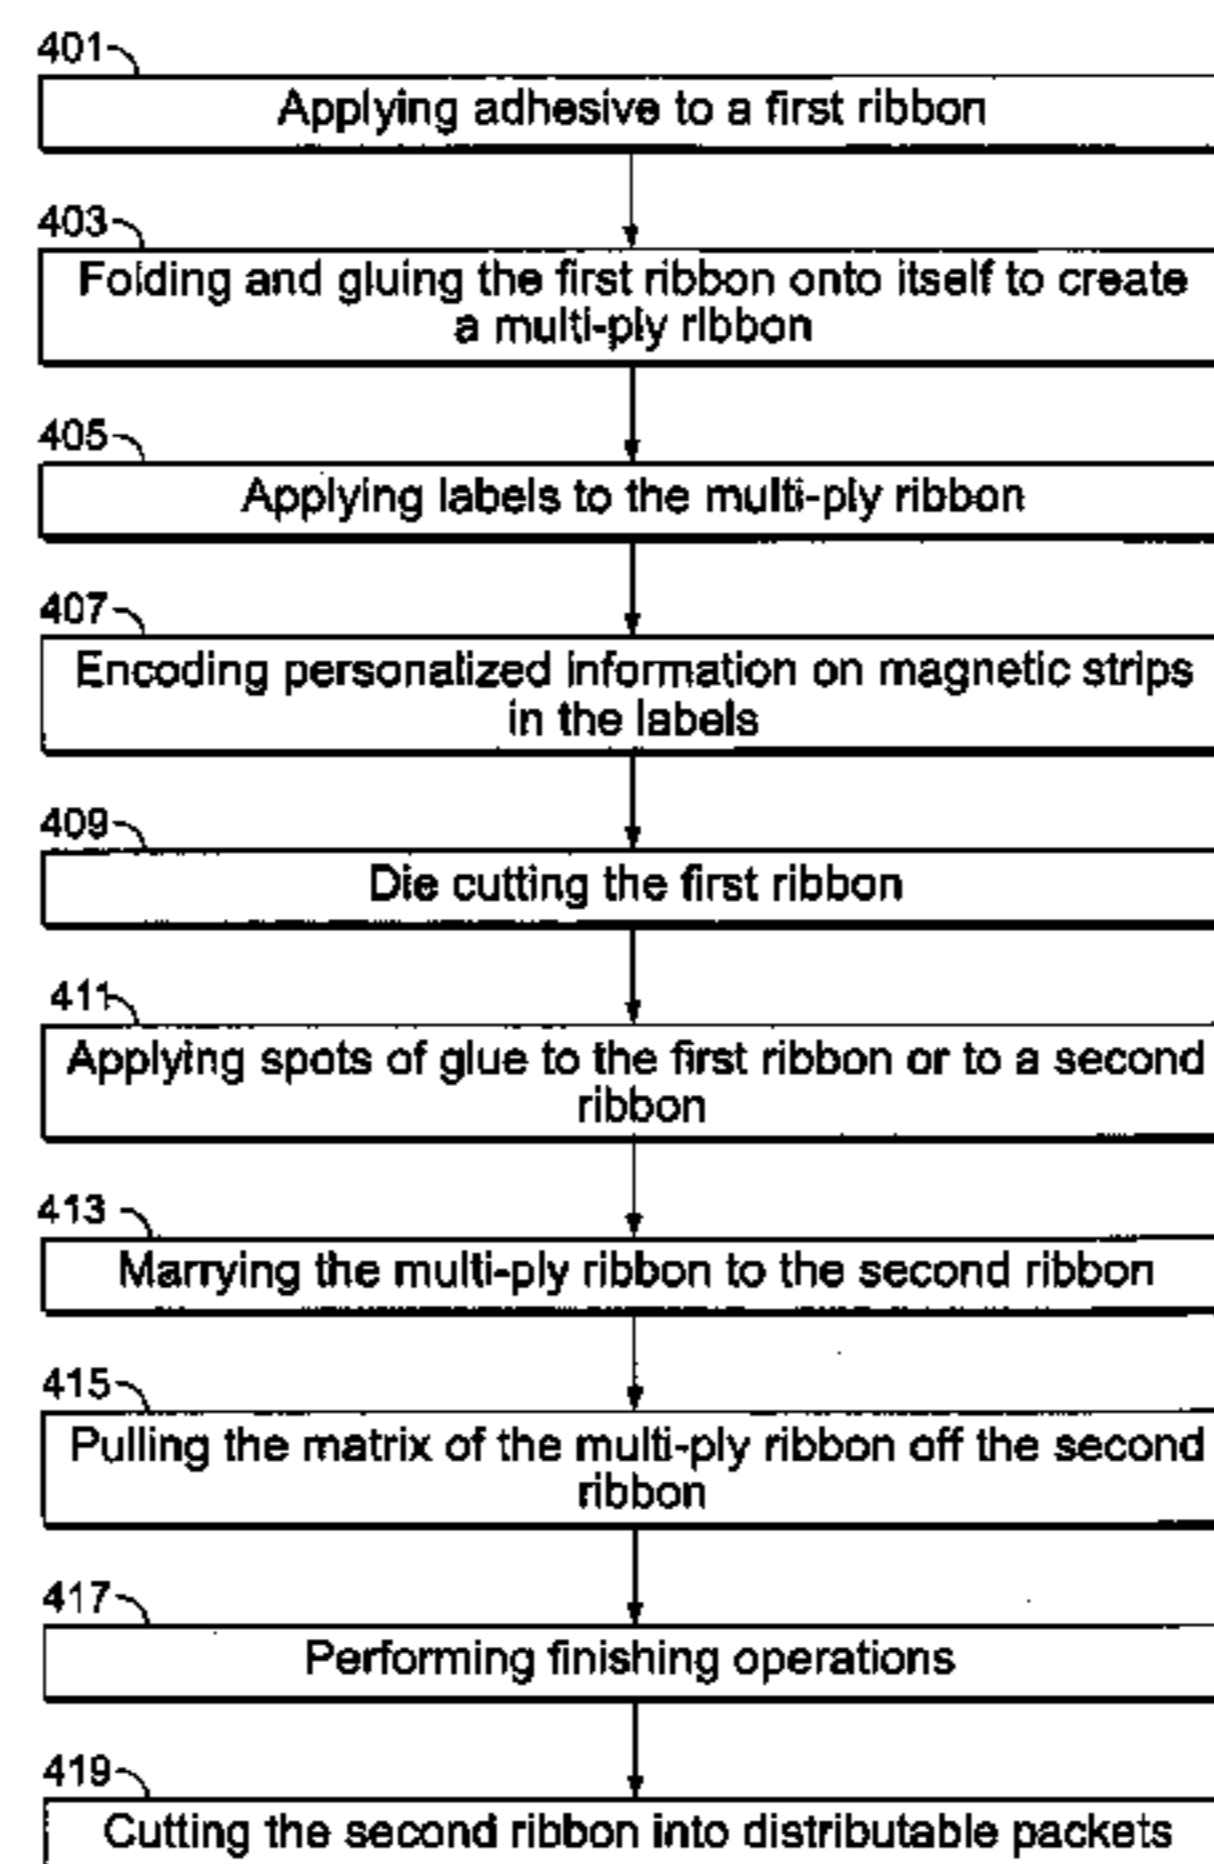 401
Applying adhesive to a first ribbon
403
Folding and gluing the first ribbon onto itself to create
a multi-ply ribbon
405
Applying labels to the multi-ply ribbon
407
Encoding personalized information on magnetic strips
in the labels
409
Die cutting the first ribbon
411
Applying spots of glue to the first ribbon or to a second
ribbon
413
Marrying the multi-ply ribbon to the second ribbon
415
Pulling the matrix of the multi-ply ribbon off the second
ribbon
417
Performing finishing operations
419
Cutting the second ribbon into distributable packets